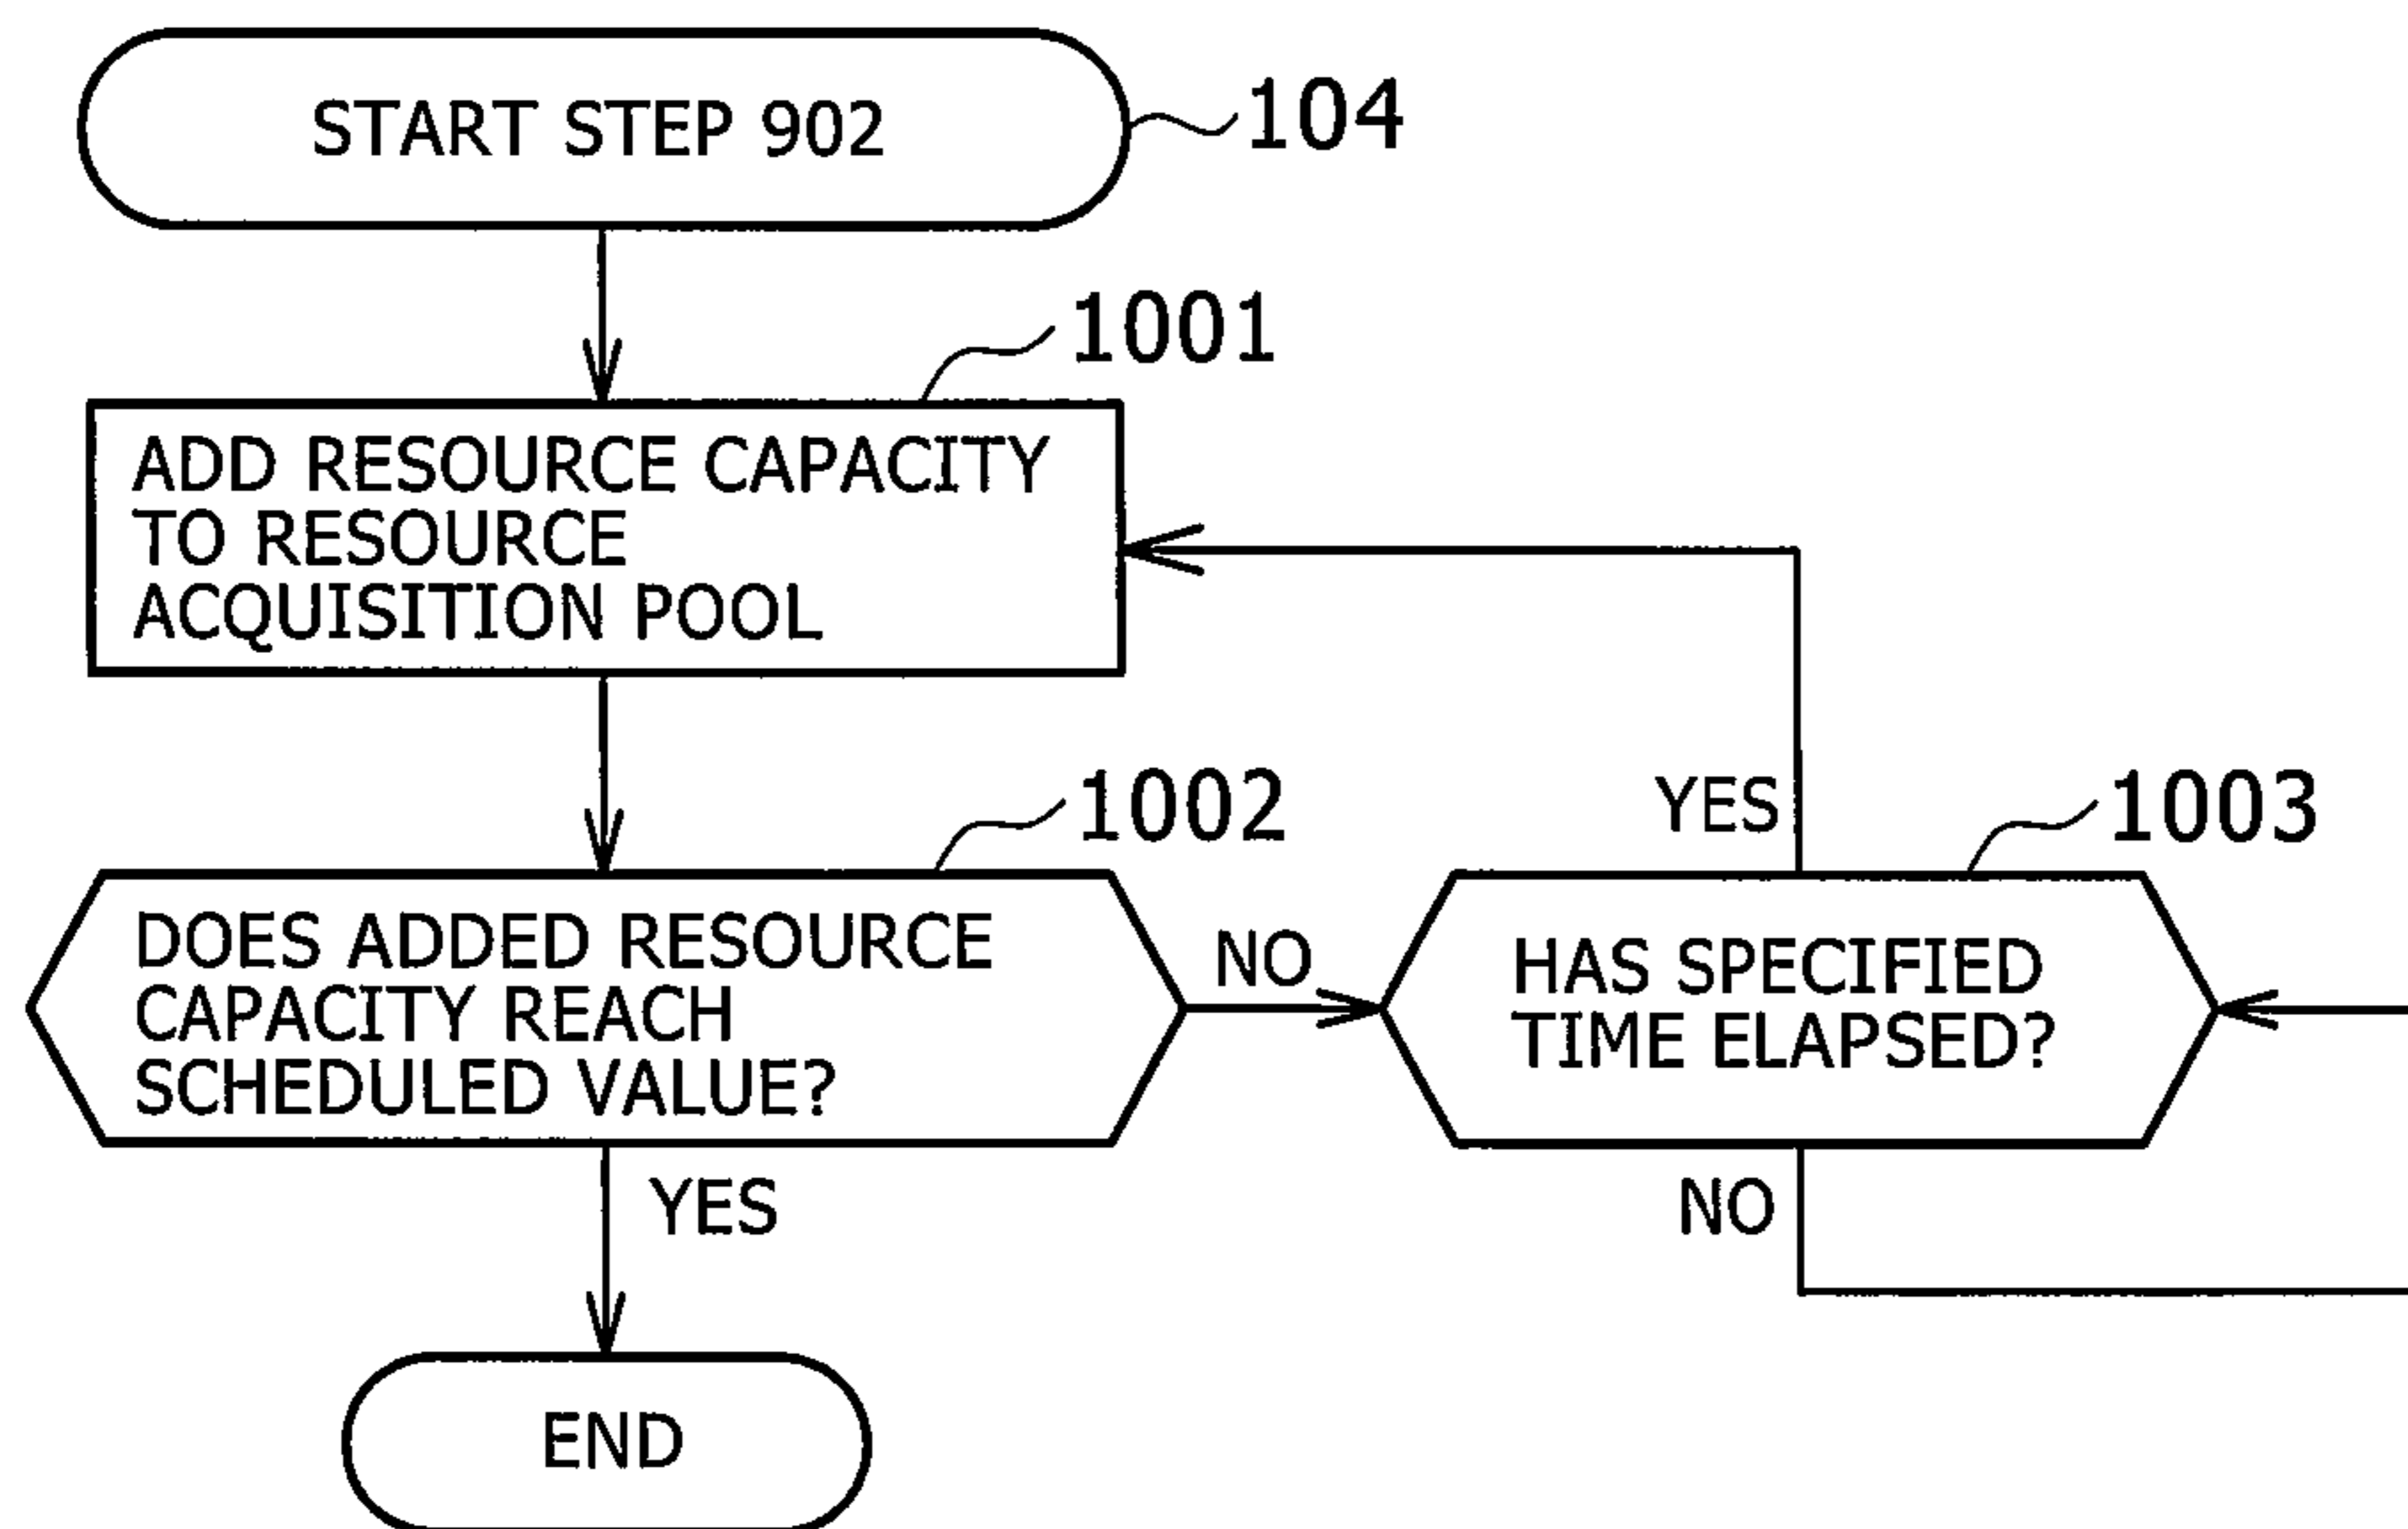 START STEP 902
104
1001
ADD RESOURCE CAPACITY
TO RESOURCE
ACQUISITION POOL
1002
YES
1003
DOES ADDED RESOURCE
CAPACITY REACH
SCHEDULED VALUE?
NO
HAS SPECIFIED
TIME ELAPSED?
YES
NO
END